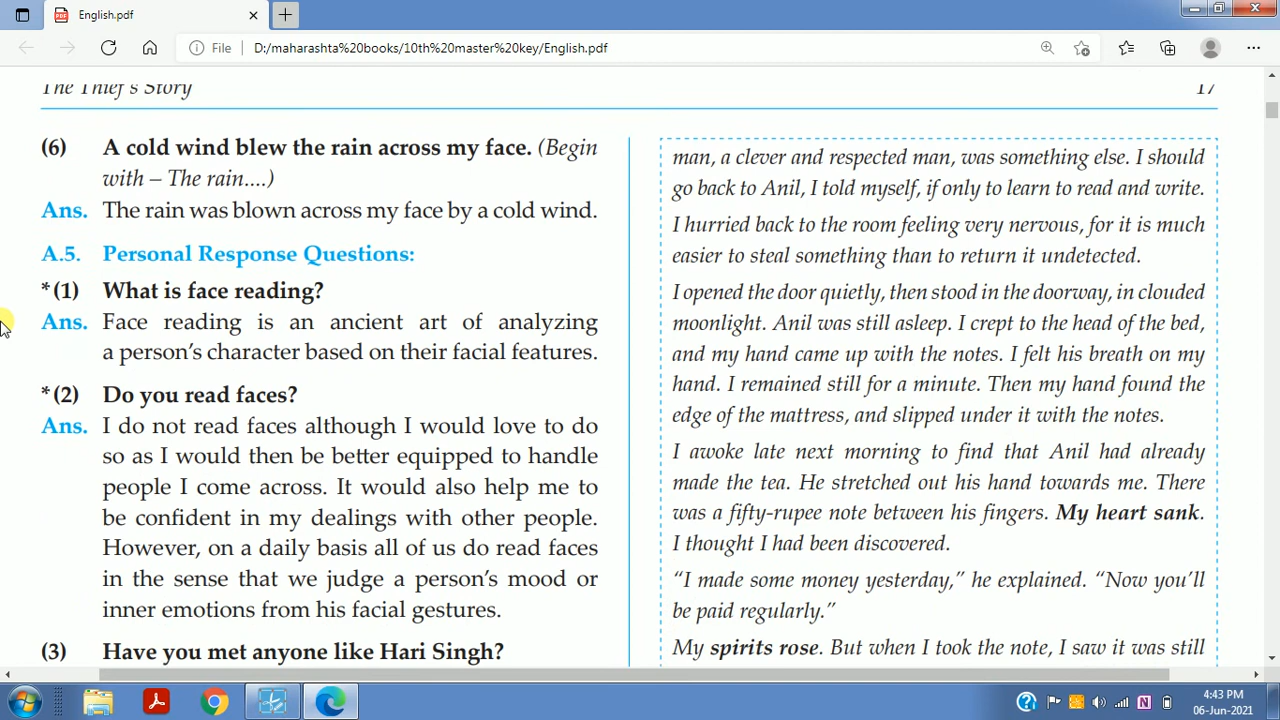 English.pdf
File
D:/maharashta%20books/10th%20master%20key/English.pdf
The Thief's Story
17
(6) A cold wind blew the rain across my face. (Begin
with – The rain....)
Ans. The rain was blown across my face by a cold wind.
A.5. Personal Response Questions:
*(1) What is face reading?
Ans. Face reading is an ancient art of analyzing
a person's character based on their facial features.
*(2) Do you read faces?
Ans. I do not read faces although I would love to do
so as I would then be better equipped to handle
people I come across. It would also help me to
be confident in my dealings with other people.
However, on a daily basis all of us do read faces
in the sense that we judge a person's mood or
inner emotions from his facial gestures.
(3) Have you met anyone like Hari Singh?
man, a clever and respected man, was something else. I should
go back to Anil, I told myself, if only to learn to read and write.
I hurried back to the room feeling very nervous, for it is much
easier to steal something than to return it undetected.
I opened the door quietly, then stood in the doorway, in clouded
moonlight. Anil was still asleep. I crept to the head of the bed,
and my hand came up with the notes. I felt his breath on my
hand. I remained still for a minute. Then my hand found the
edge of the mattress, and slipped under it with the notes.
I awoke late next morning to find that Anil had already
made the tea. He stretched out his hand towards me. There
was a fifty-rupee note between his fingers. My heart sank.
I thought I had been discovered.
“I made some money yesterday,” he explained. “Now you'll
be paid regularly.”
My spirits rose. But when I took the note, I saw it was still
4:43 PM
06-Jun-2021